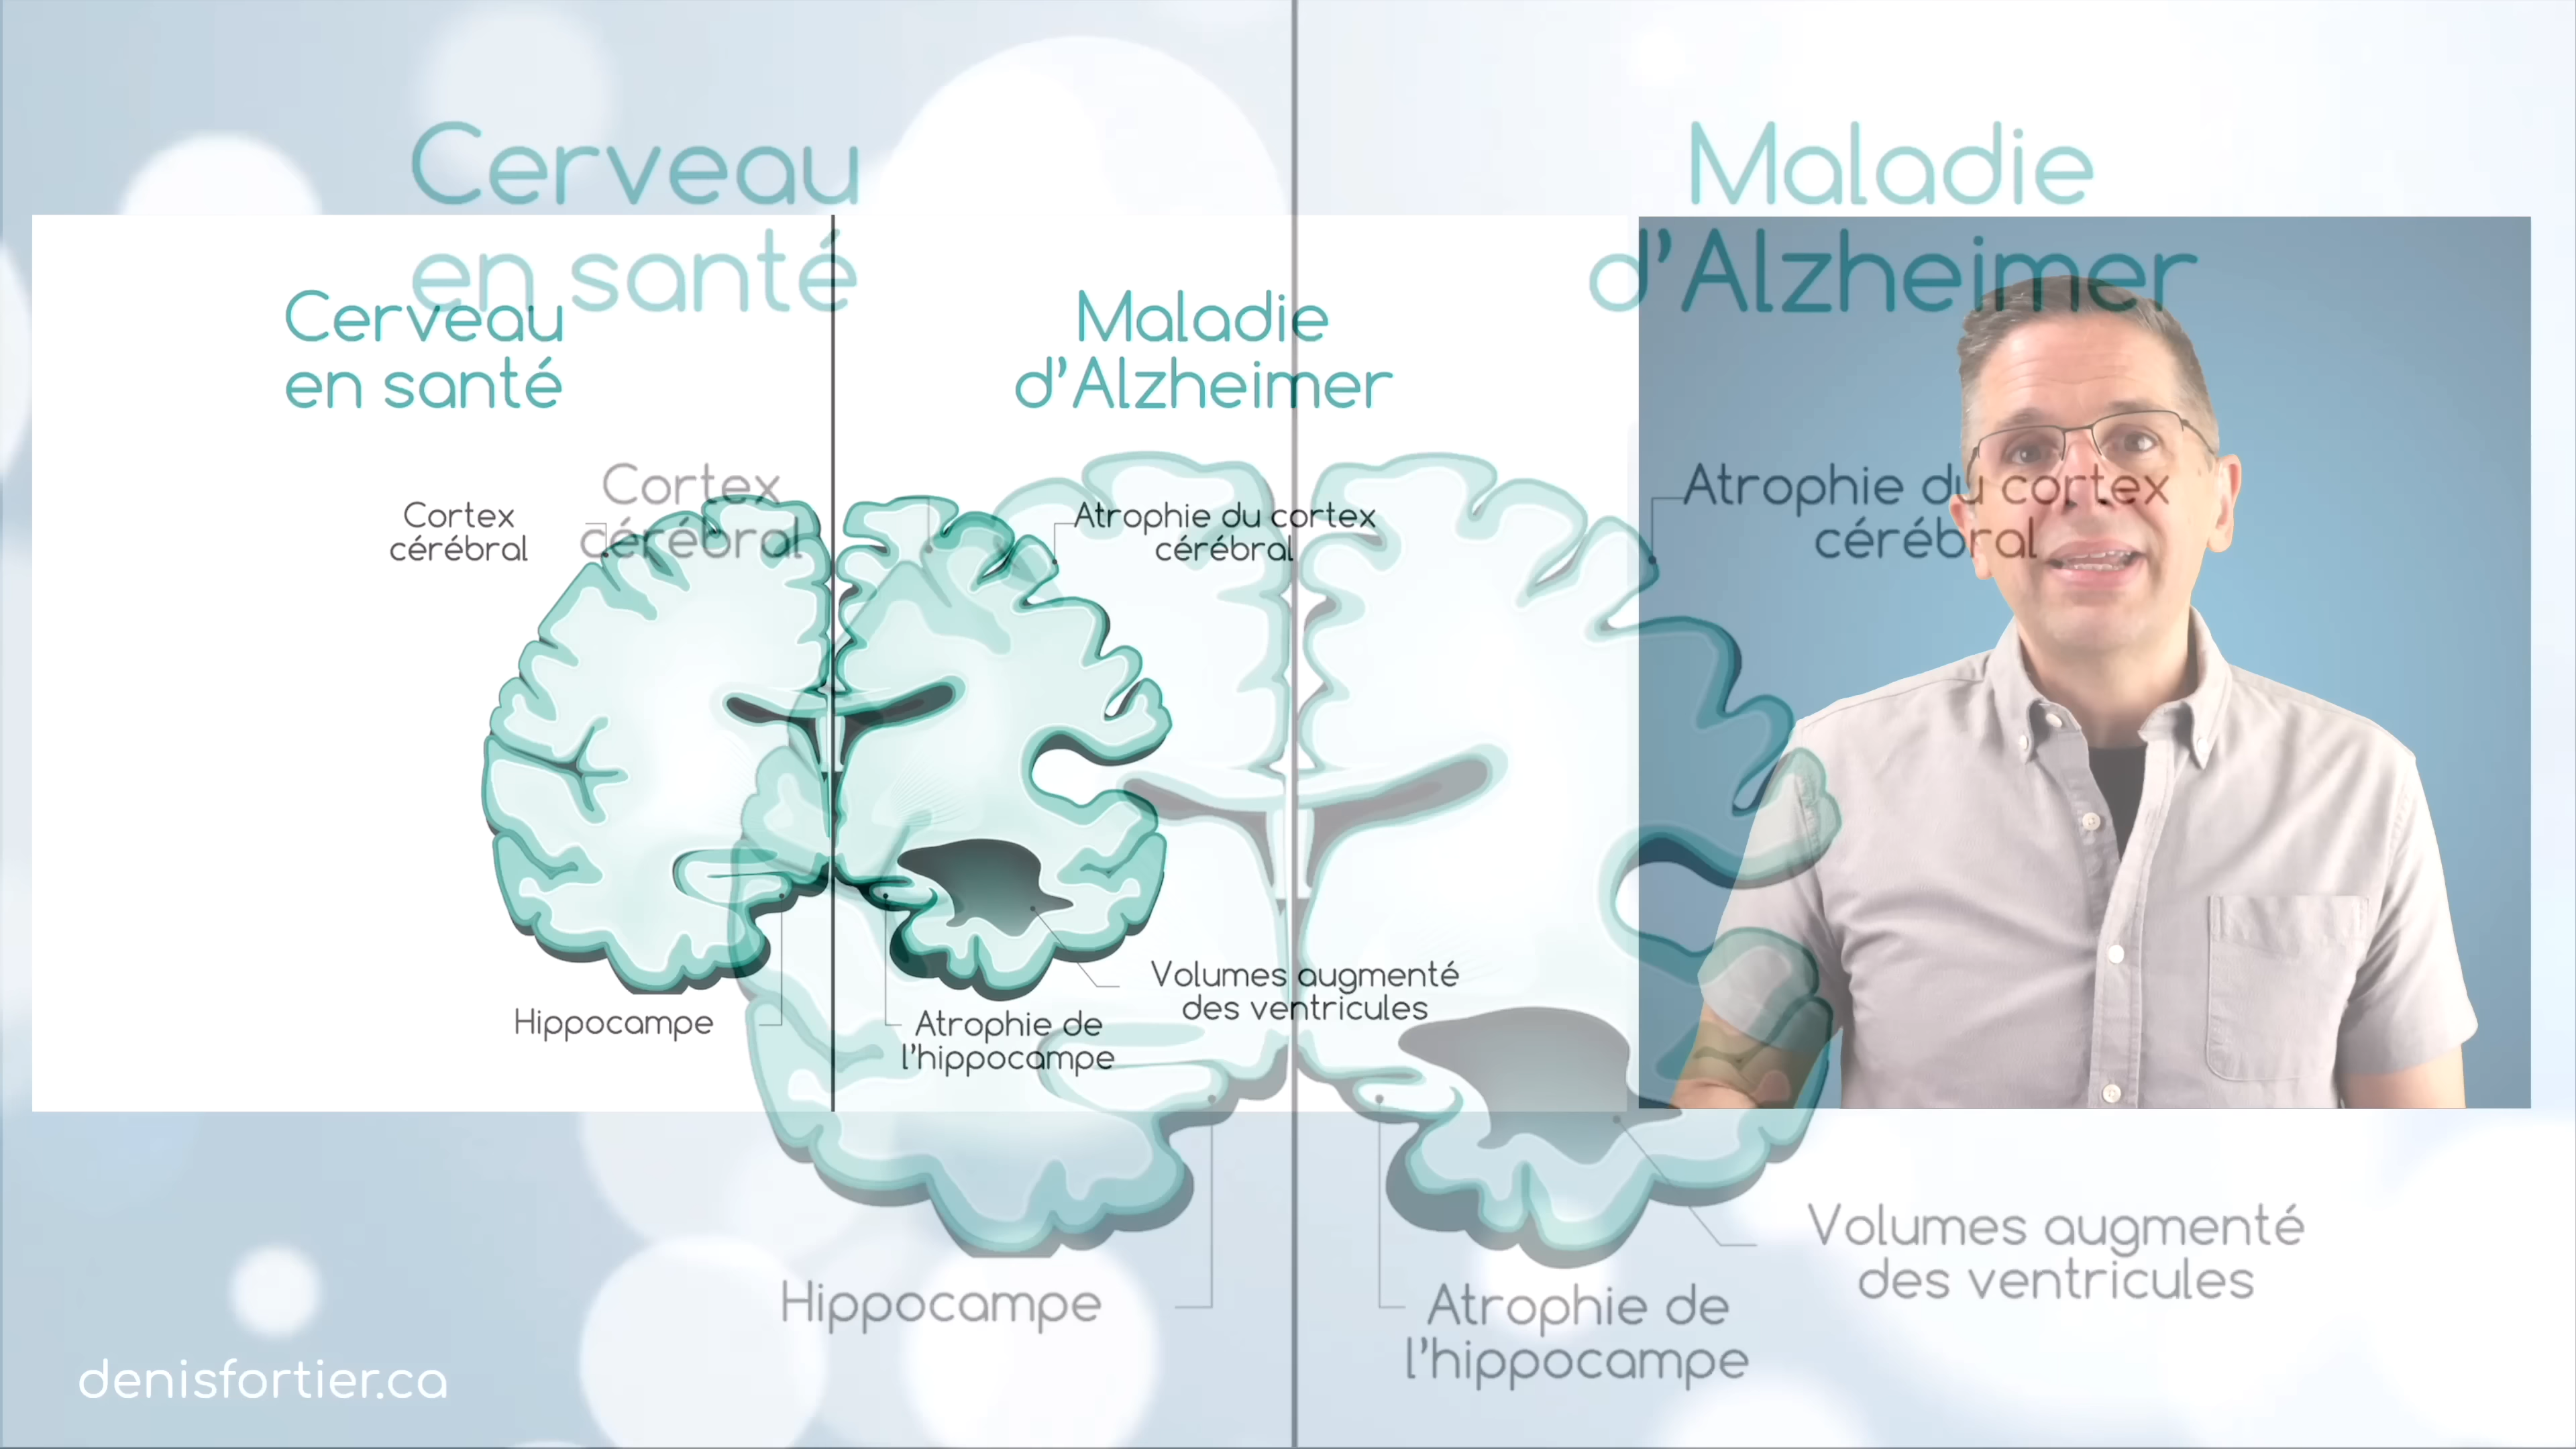 Cerveau
en santé
Maladie
d'Alzheimer
Cerveau
en santé
Maladie
d'Alzheimer
Cortex
cérébral
Cortex
cérébral
Atrophie du cortex
cérébral
Atrophie du cortex
cérébral
Volumes augmenté
des ventricules
Hippocampe
Atrophie de
l'hippocampe
Volumes augmenté
des ventricules
Hippocampe
Atrophie de
l'hippocampe
denisfortier.ca